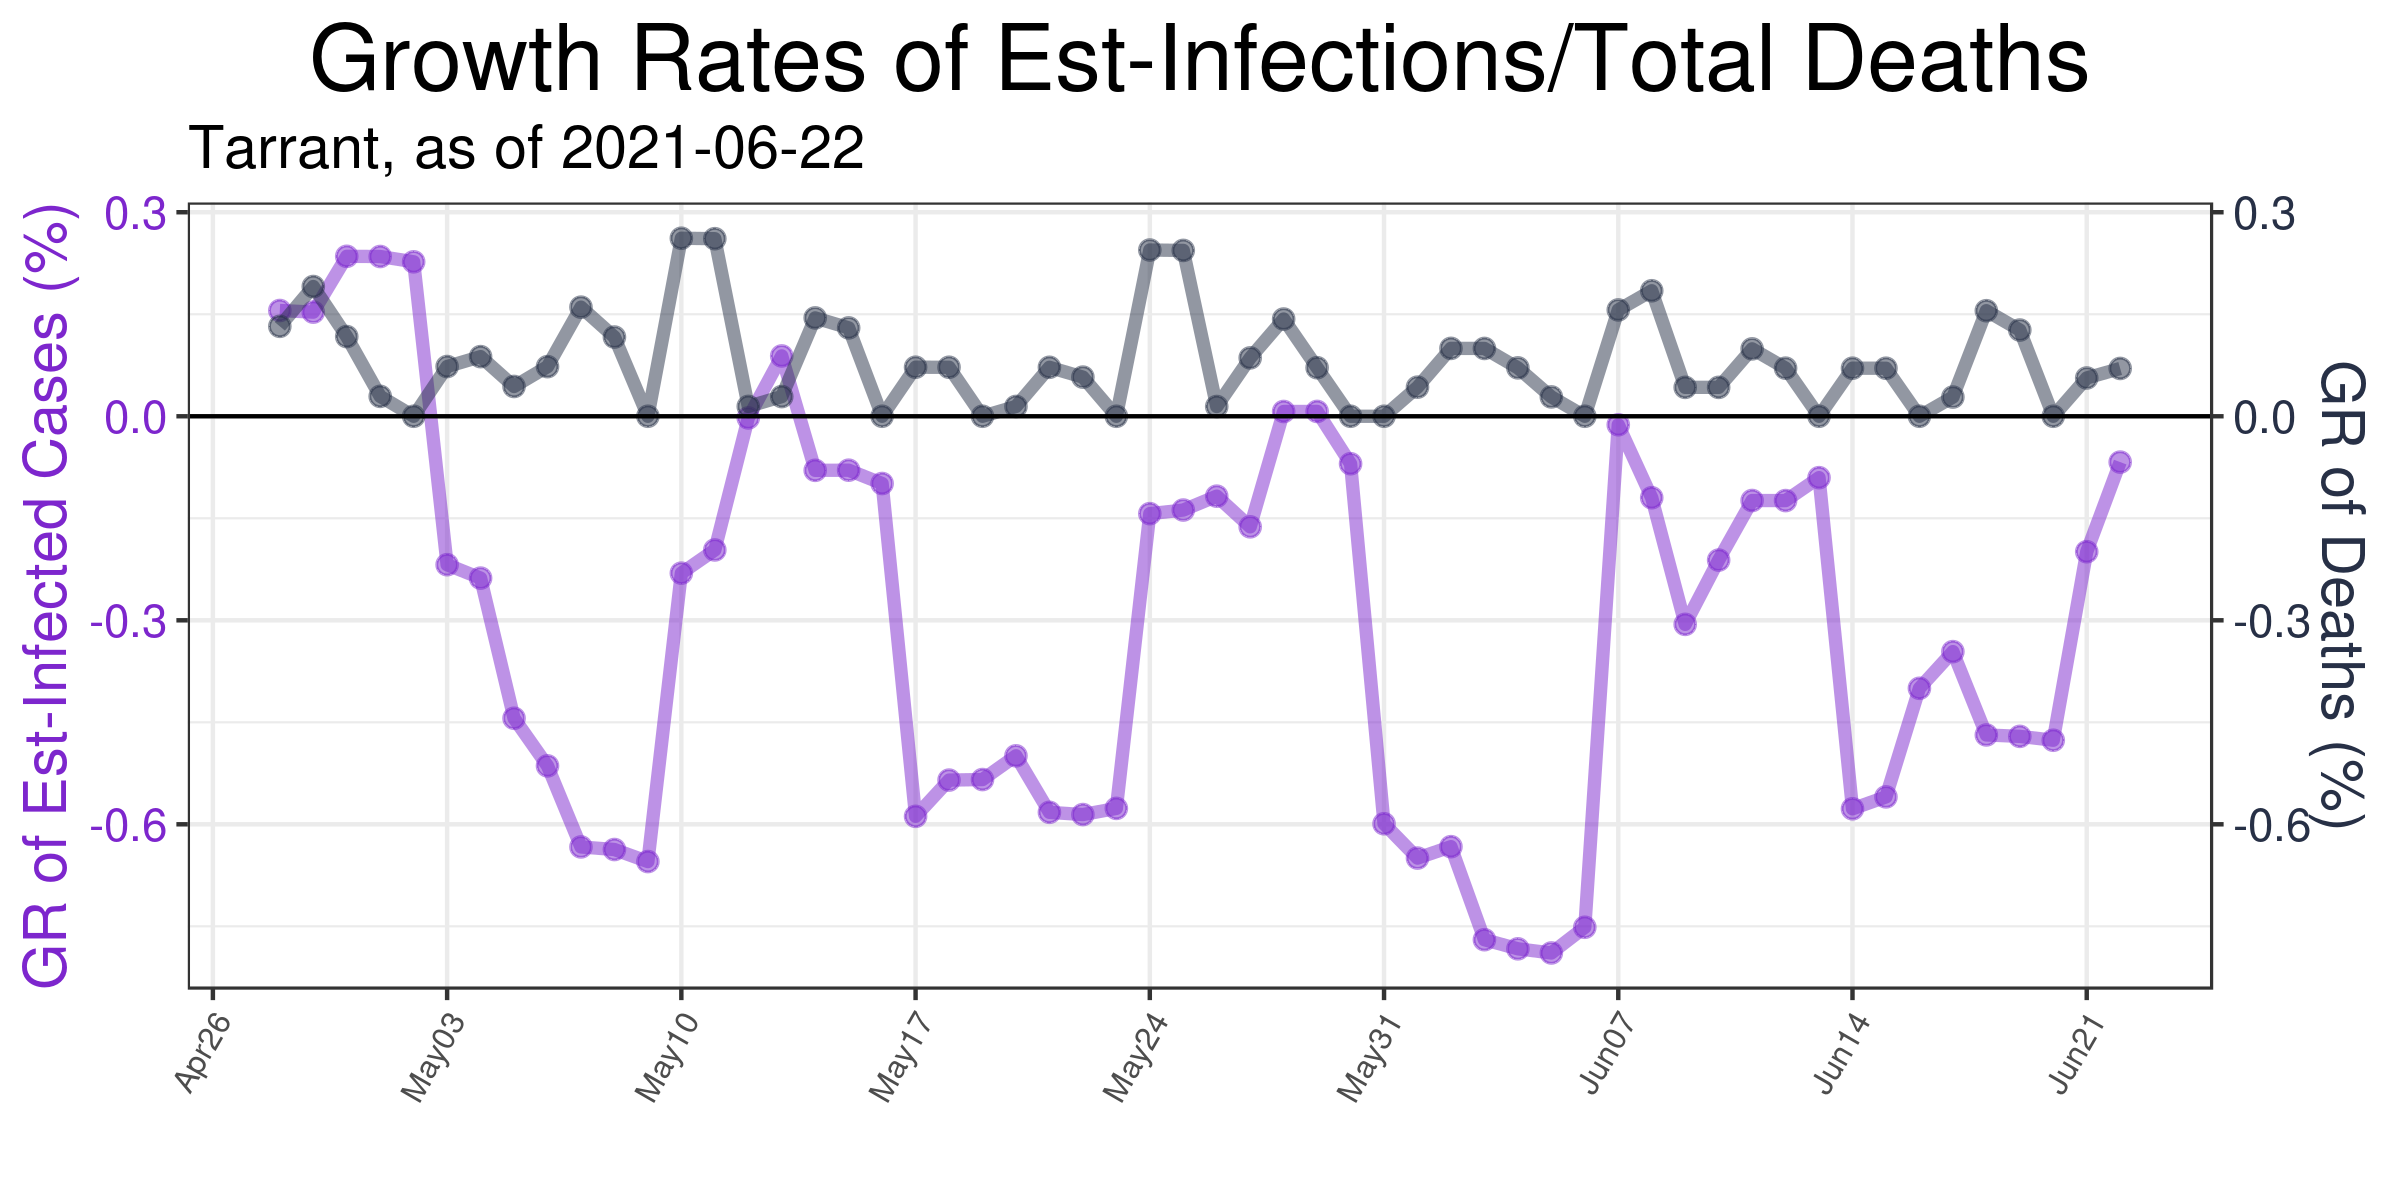 Growth Rates of Est-Infections/Total Deaths
Tarrant, as of 2021-06-22
GR of Est-Infected Cases (%)
0.3
0.0
-0.3
-0.6
0.3
0.0
-0.3
-0.6
GR of Deaths (%)
Apr26
May03
May10
May17
May24
May31
Jun07
Jun14
Jun21